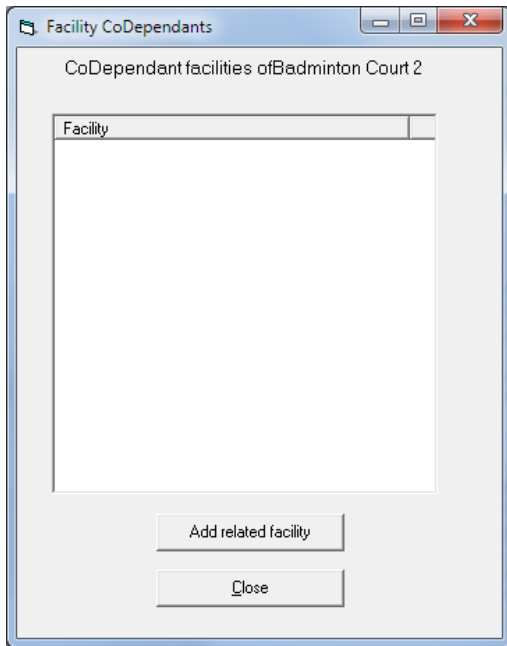 Facility CoDependants
CoDependant facilities ofBadminton Court 2
Facility
Add related facility
Close